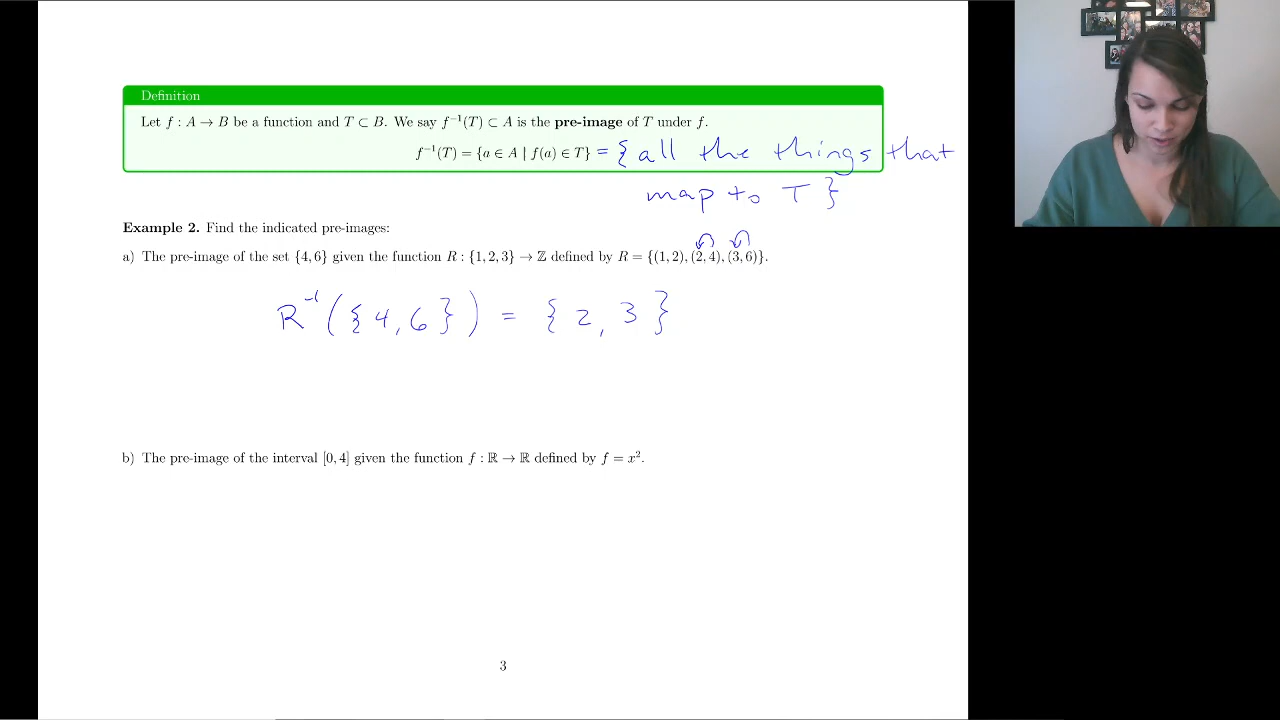 Definition
Let f : A → B be a function and T ⊂ B. We say f⁻¹(T) ⊂ A is the pre-image of T under f.
f⁻¹(T) = {a ∈ A | f(a) ∈ T} = {all the things that
map to T}
Example 2. Find the indicated pre-images:
a) The pre-image of the set {4, 6} given the function R : {1, 2, 3} → ℤ defined by R = {(1, 2), (2, 4), (3, 6)}.
R⁻¹({4, 6}) = {2, 3}
b) The pre-image of the interval [0, 4] given the function f : ℝ → ℝ defined by f = x².
3